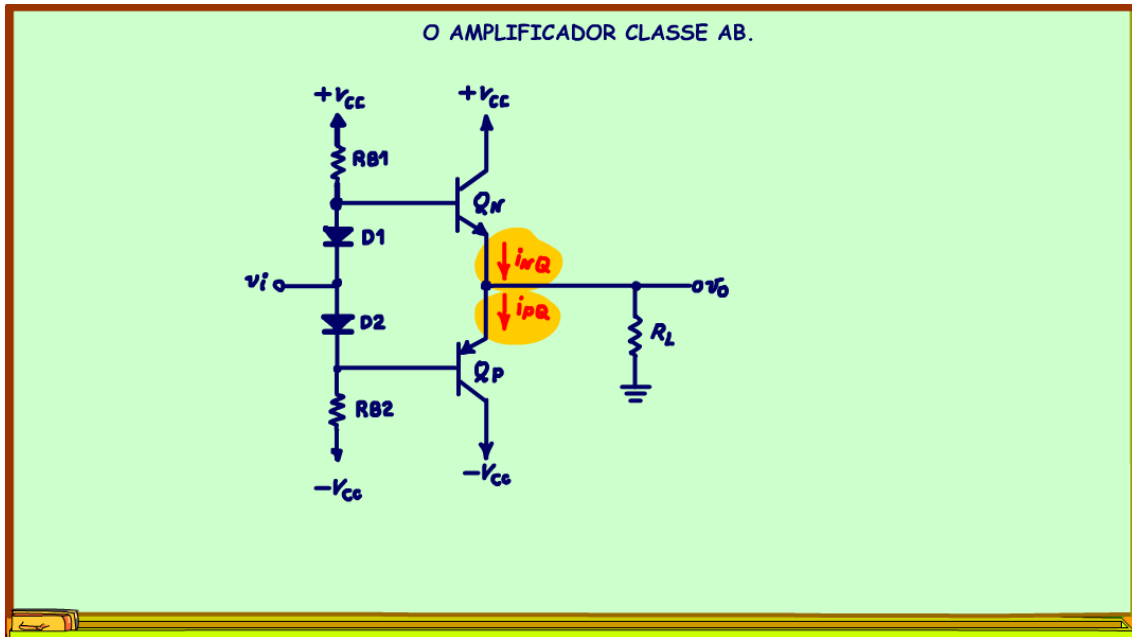 O AMPLIFICADOR CLASSE AB.
+VCC +VCC
RB1
QN
D1
iNQ
vi vo
iPQ
D2
RL
QP
RB2
-VCC
-VCC